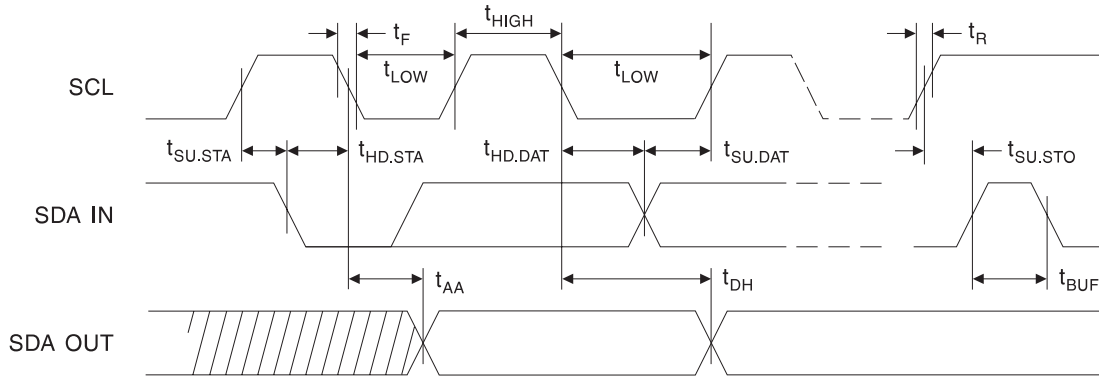 tHIGH
tF
tR
tLOW
tLOW
SCL
tSU.STA
tHD.STA
tHD.DAT
tSU.DAT
tSU.STO
SDA IN
tAA
tDH
tBUF
SDA OUT